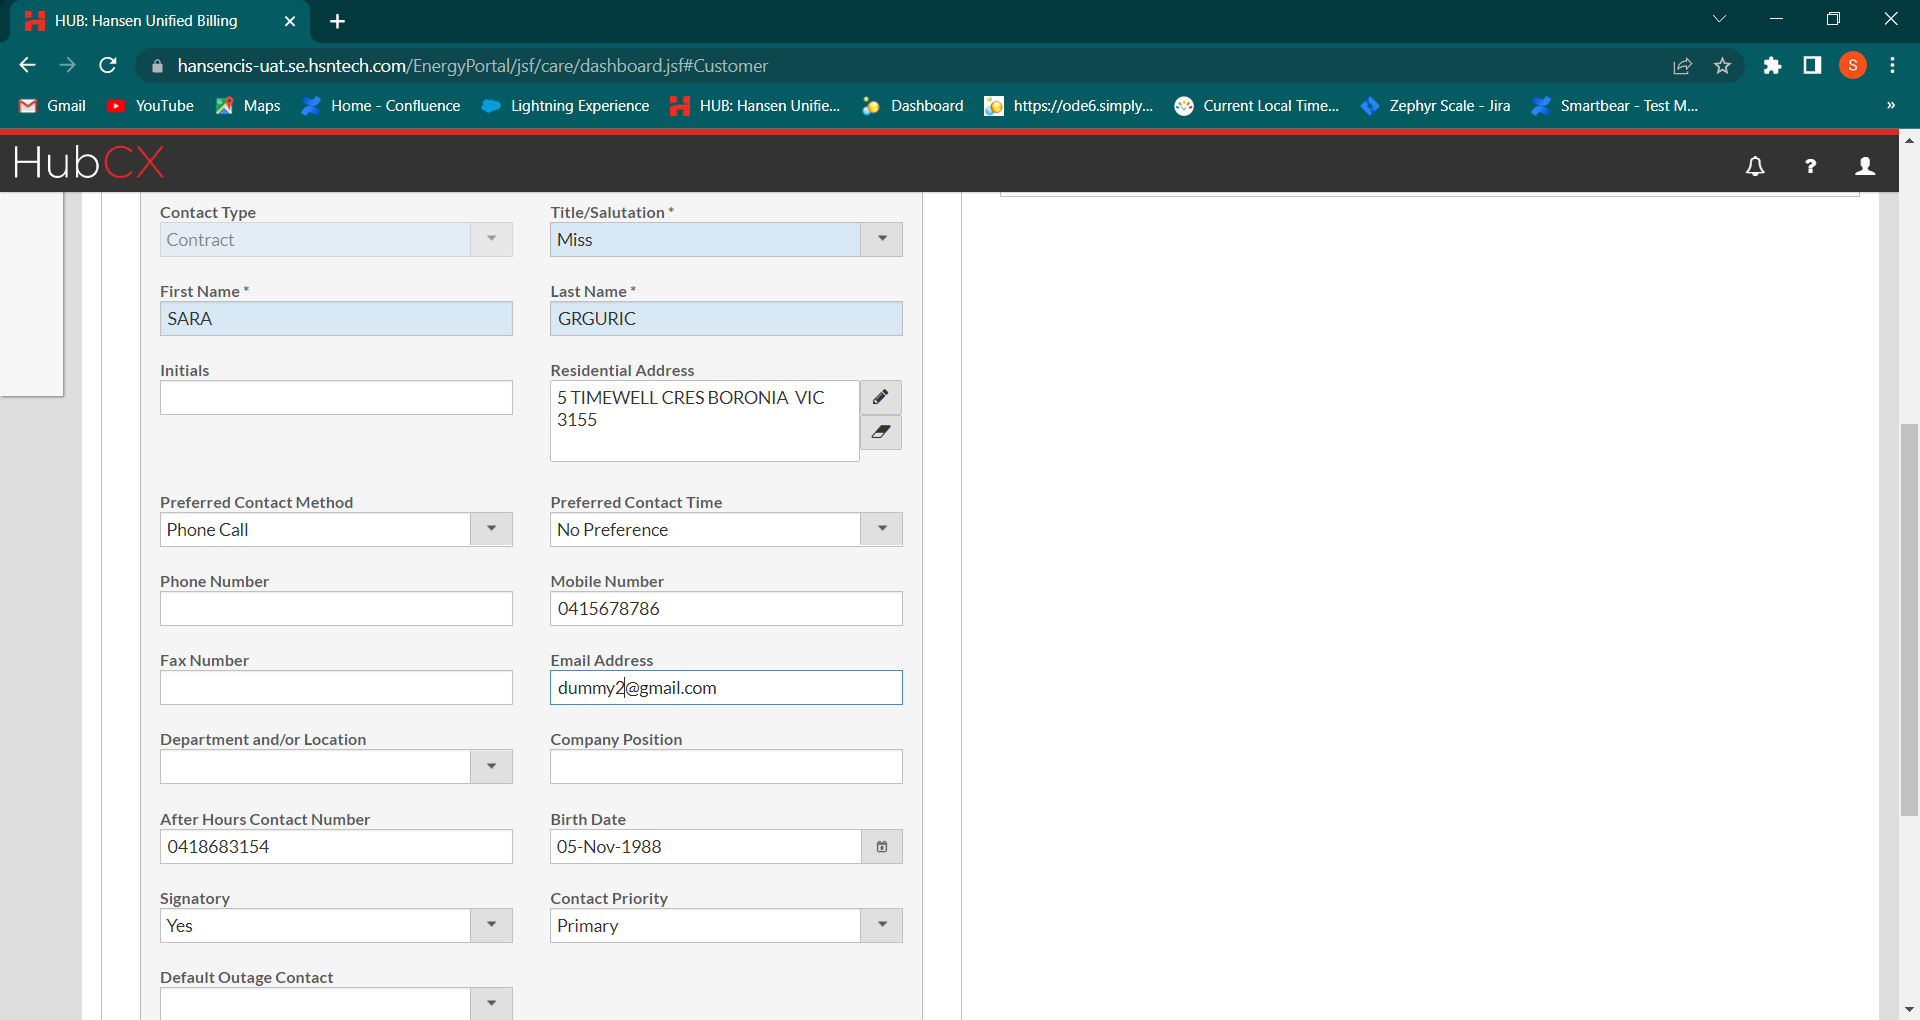 HUB: Hansen Unified Billing
hansencis-uat.se.hsntech.com/EnergyPortal/jsf/care/dashboard.jsf#Customer
S
Gmail YouTube Maps Home - Confluence Lightning Experience HUB: Hansen Unifie... Dashboard https://ode6.simply... Current Local Time... Zephyr Scale - Jira Smartbear - Test M... »
HubCX ?
Contact Type Title/Salutation *
Contract Miss
First Name * Last Name *
SARA GRGURIC
Initials Residential Address
5 TIMEWELL CRES BORONIA VIC
3155
Preferred Contact Method Preferred Contact Time
Phone Call No Preference
Phone Number Mobile Number
0415678786
Fax Number Email Address
dummy2@gmail.com
Department and/or Location Company Position
After Hours Contact Number Birth Date
0418683154 05-Nov-1988
Signatory Contact Priority
Yes Primary
Default Outage Contact